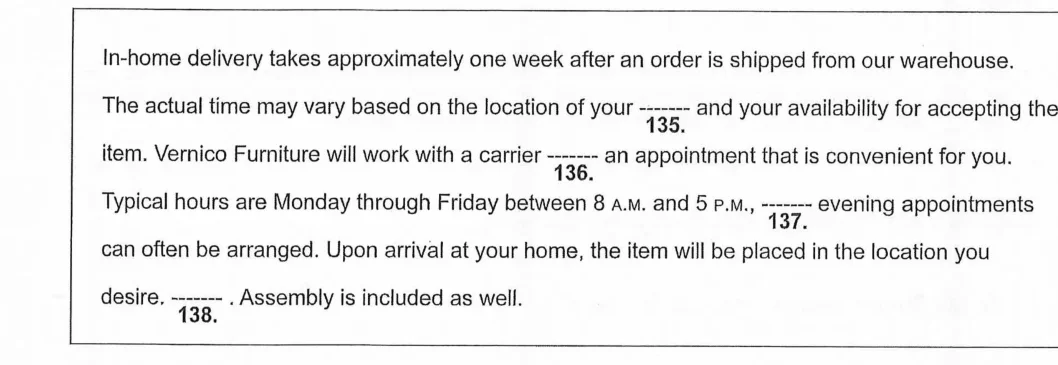 In-home delivery takes approximately one week after an order is shipped from our warehouse.
The actual time may vary based on the location of your ------- and your availability for accepting the
135.
item. Vernico Furniture will work with a carrier ------- an appointment that is convenient for you.
136.
Typical hours are Monday through Friday between 8 A.M. and 5 P.M., ------- evening appointments
137.
can often be arranged. Upon arrival at your home, the item will be placed in the location you
desire. ------- . Assembly is included as well.
138.